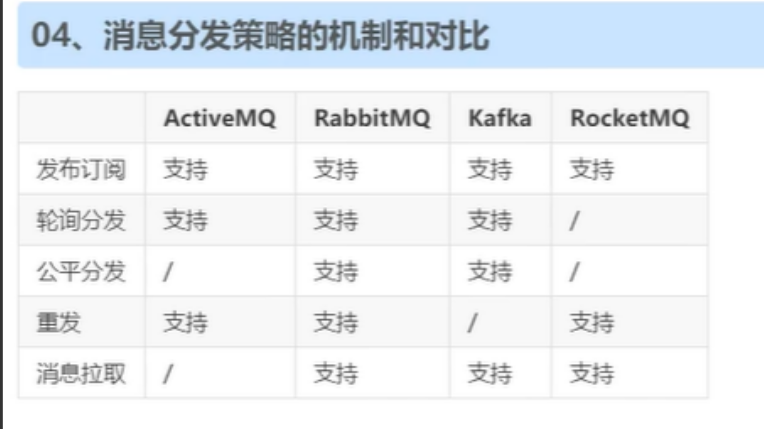 04、消息分发策略的机制和对比
ActiveMQ RabbitMQ Kafka RocketMQ
发布订阅 支持 支持 支持 支持
轮询分发 支持 支持 支持 /
公平分发 / 支持 支持 /
重发 支持 支持 / 支持
消息拉取 / 支持 支持 支持